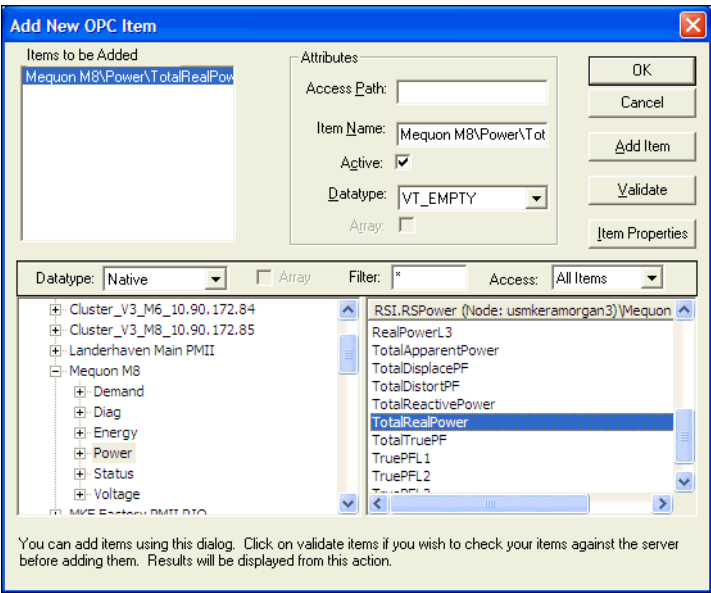 Add New OPC Item
Items to be Added
Mequon M8\Power\TotalRealPow
Attributes
Access Path:
Item Name: Mequon M8\Power\Tot
Active:
Datatype: VT_EMPTY
Array:
OK
Cancel
Add Item
Validate
Item Properties
Datatype: Native Array Filter: * Access: All Items
Cluster_V3_M6_10.90.172.84
Cluster_V3_M8_10.90.172.85
Landerhaven Main PMII
Mequon M8
Demand
Diag
Energy
Power
Status
Voltage
MKE Factory PMII RIO
RSI.RSPower (Node: usmkeramorgan3)\Mequon
RealPowerL3
TotalApparentPower
TotalDisplacePF
TotalDistortPF
TotalReactivePower
TotalRealPower
TotalTruePF
TruePFL1
TruePFL2
TruePFL3
You can add items using this dialog. Click on validate items if you wish to check your items against the server
before adding them. Results will be displayed from this action.